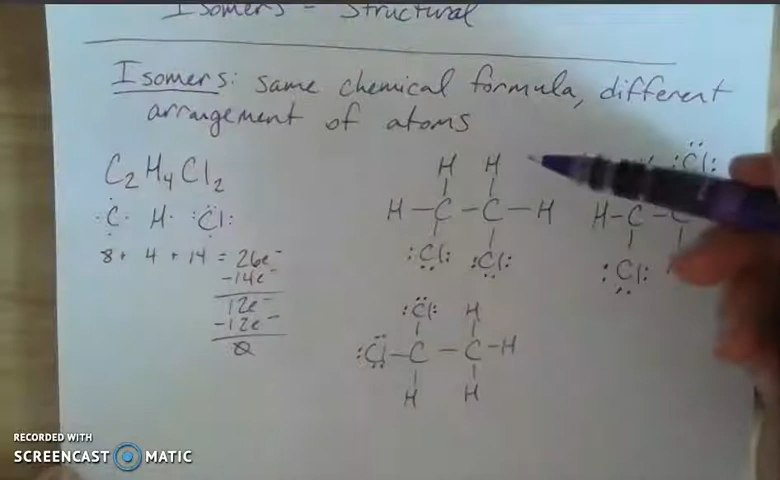 Isomers - Structural
Isomers: same chemical formula, different
arrangement of atoms
C2H4Cl2
·C· H· :Cl:
8 + 4 + 14 = 26e-
-14e-
12e-
-12e-
0
H H
H-C-C-H
:Cl: :Cl:
:Cl:
H-C-
:Cl:
:Cl: H
:Cl-C-C-H
H H
RECORDED WITH
SCREENCAST MATIC